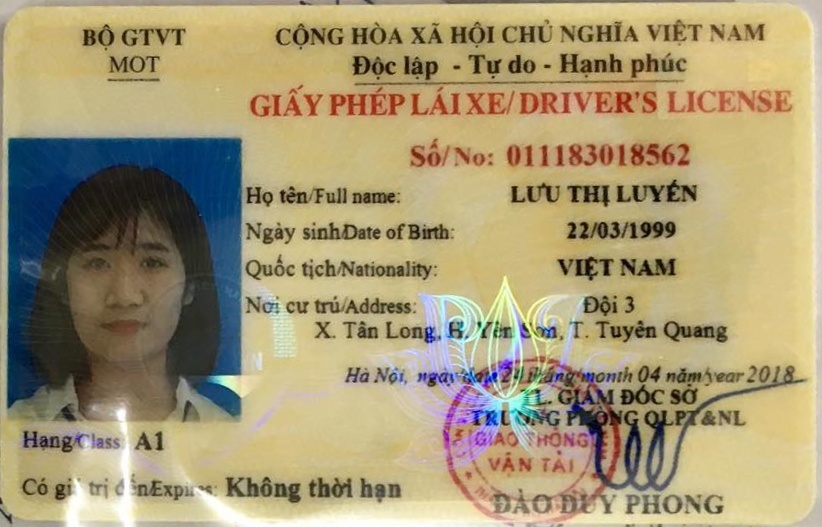 BỘ GTVT
MOT
CỘNG HÒA XÃ HỘI CHỦ NGHĨA VIỆT NAM
Độc lập - Tự do - Hạnh phúc
GIẤY PHÉP LÁI XE/ DRIVER'S LICENSE
Số/No: 011183018562
Họ tên/Full name: LƯU THỊ LUYẾN
Ngày sinh/Date of Birth: 22/03/1999
Quốc tịch/Nationality: VIỆT NAM
Nơi cư trú/Address: Đội 3
X. Tân Long, H. Yên Sơn, T. Tuyên Quang
Hà Nội, ngày/date 24 tháng/month 04 năm/year 2018
TL. GIÁM ĐỐC SỞ
TRƯỞNG PHÒNG QLPT&NL
GIAO THÔNG
VẬN TẢI
Hạng/Class: A1
Có giá trị đến/Expires: Không thời hạn
ĐÀO DUY PHONG